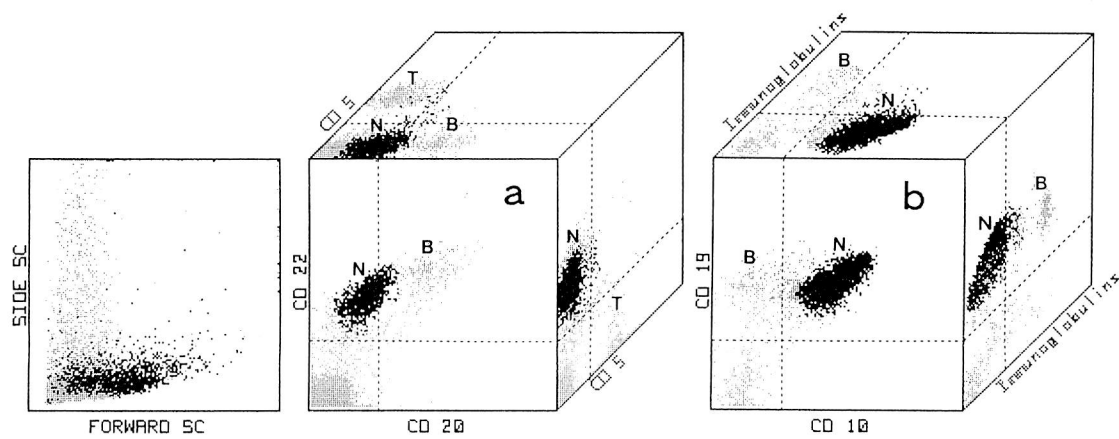 SIDE SC
FORWARD SC
CD 5
T
N
B
a
B
N
N
T
CD 22
CD 20
CD 5
Immunoglobulins
B
N
b
B
N
N
B
CD 19
CD 10
Immunoglobulins